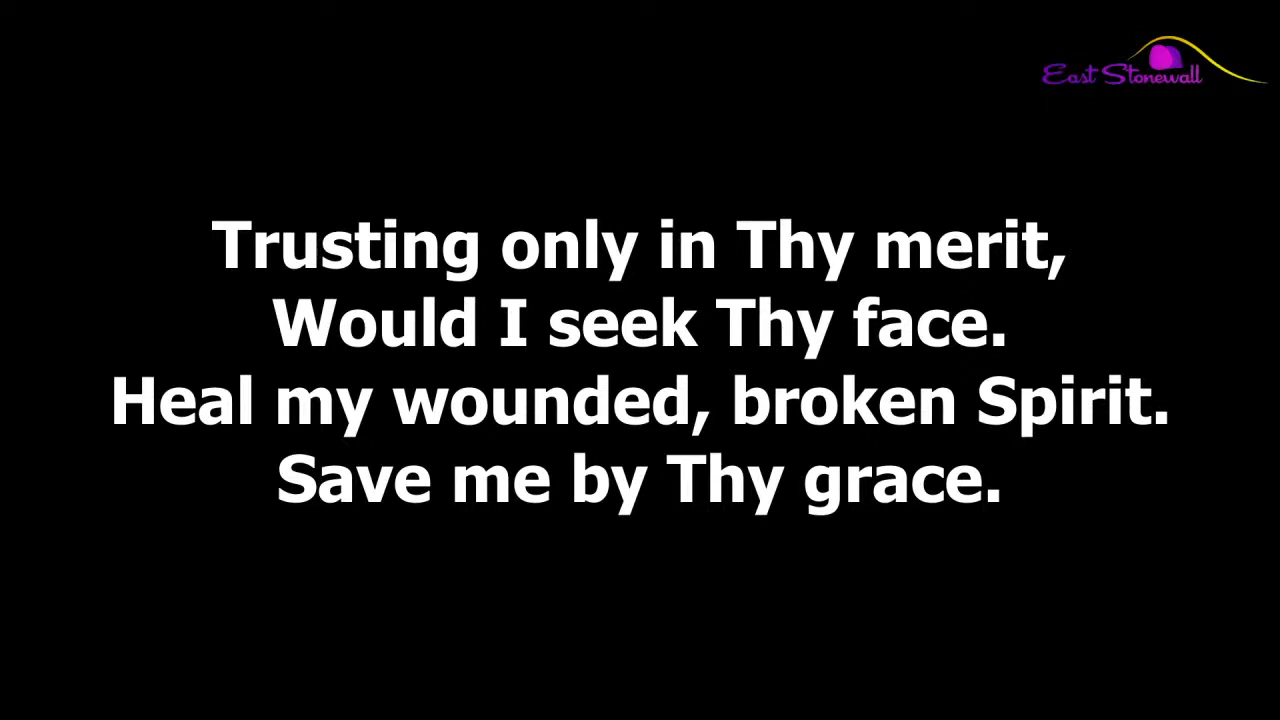 East Stonewall
Trusting only in Thy merit,
Would I seek Thy face.
Heal my wounded, broken Spirit.
Save me by Thy grace.